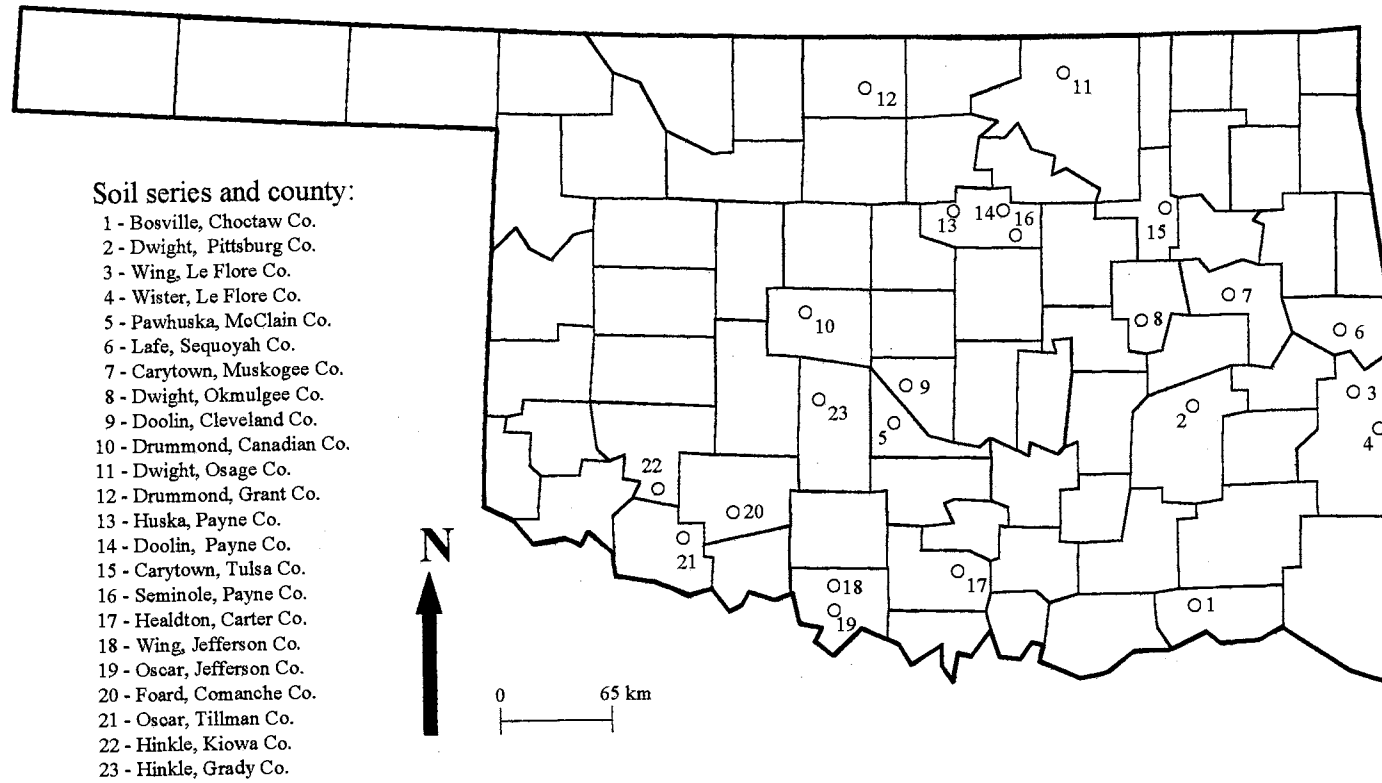 12
11
13
14
16
15
10
7
8
6
9
23
5
2
3
4
22
20
21
17
18
19
1
Soil series and county:
1 - Bosville, Choctaw Co.
2 - Dwight, Pittsburg Co.
3 - Wing, Le Flore Co.
4 - Wister, Le Flore Co.
5 - Pawhuska, McClain Co.
6 - Lafe, Sequoyah Co.
7 - Carytown, Muskogee Co.
8 - Dwight, Okmulgee Co.
9 - Doolin, Cleveland Co.
10 - Drummond, Canadian Co.
11 - Dwight, Osage Co.
12 - Drummond, Grant Co.
13 - Huska, Payne Co.
14 - Doolin, Payne Co.
15 - Carytown, Tulsa Co.
16 - Seminole, Payne Co.
17 - Healdton, Carter Co.
18 - Wing, Jefferson Co.
19 - Oscar, Jefferson Co.
20 - Foard, Comanche Co.
21 - Oscar, Tillman Co.
22 - Hinkle, Kiowa Co.
23 - Hinkle, Grady Co.
N
0 65 km